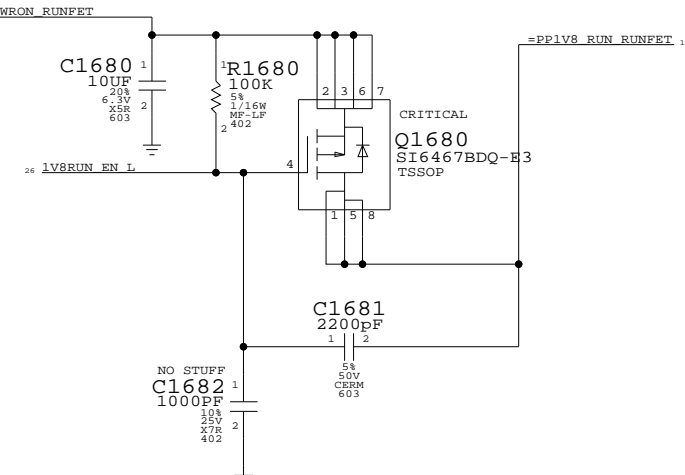 WRON_RUNFET
=PP1V8_RUN_RUNFET 1
C1680 1
10UF
20%
6.3V
X5R
603
2
1 R1680
100K
5%
1/16W
MF-LF
402
2
2 3 6 7
CRITICAL
Q1680
SI6467BDQ-E3
TSSOP
4
26 1V8RUN_EN_L
1 5 8
C1681
2200pF
1 2
5%
50V
CERM
603
NO STUFF
C1682 1
1000PF
10%
25V
X7R
402
2